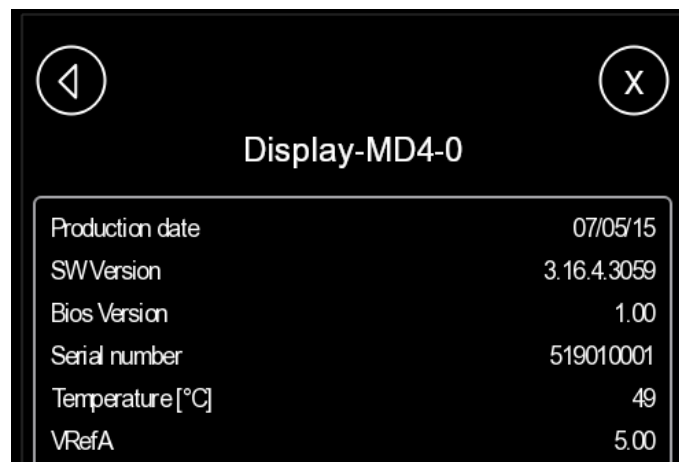 X
Display-MD4-0
Production date 07/05/15
SW Version 3.16.4.3059
Bios Version 1.00
Serial number 519010001
Temperature [°C] 49
VRefA 5.00